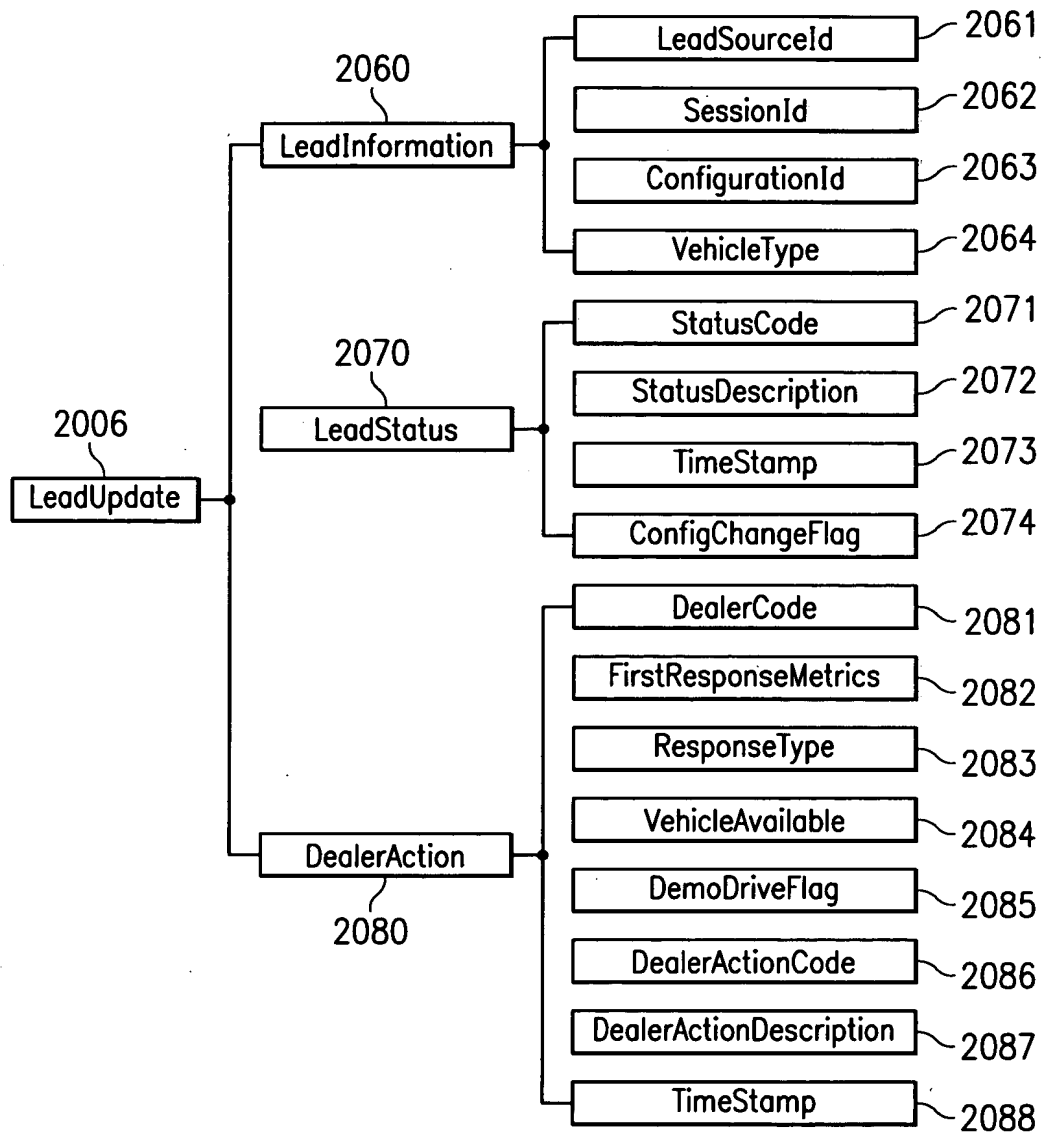 LeadSourceId 2061
2060
SessionId 2062
LeadInformation
ConfigurationId 2063
VehicleType 2064
StatusCode 2071
2070
StatusDescription 2072
LeadStatus
2006
TimeStamp 2073
LeadUpdate
ConfigChangeFlag 2074
DealerCode 2081
FirstResponseMetrics 2082
ResponseType 2083
VehicleAvailable 2084
DealerAction
DemoDriveFlag 2085
2080
DealerActionCode 2086
DealerActionDescription 2087
TimeStamp 2088